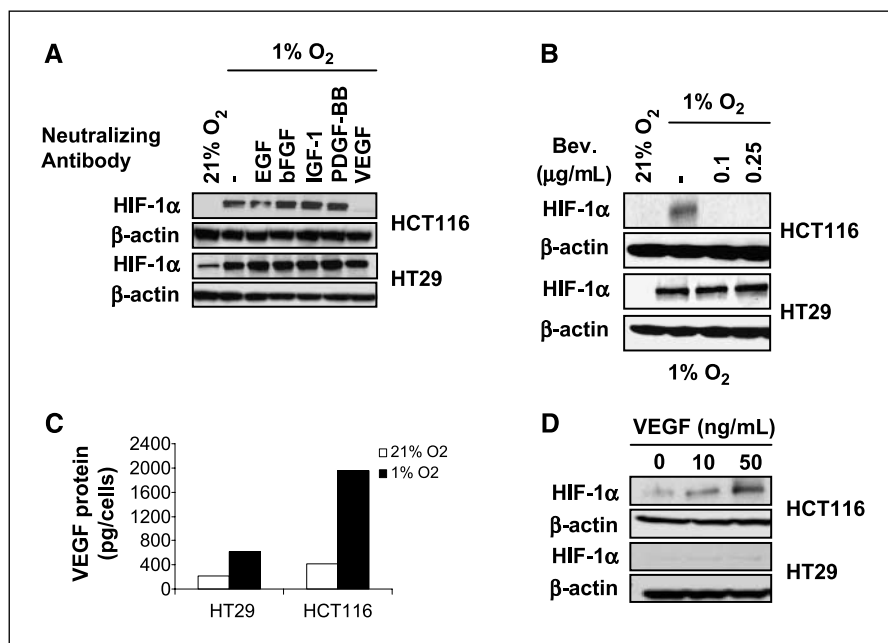 A
1% O2
Neutralizing
Antibody
21% O2
-
EGF
bFGF
IGF-1
PDGF-BB
VEGF
HIF-1α
β-actin
HCT116
HIF-1α
β-actin
HT29
B
1% O2
Bev.
(μg/mL)
21% O2
-
0.1
0.25
HIF-1α
β-actin
HCT116
HIF-1α
β-actin
HT29
1% O2
C
VEGF protein
(pg/cells)
2400
2000
1600
1200
800
400
0
21% O2
1% O2
HT29
HCT116
D
VEGF (ng/mL)
0 10 50
HIF-1α
β-actin
HCT116
HIF-1α
β-actin
HT29